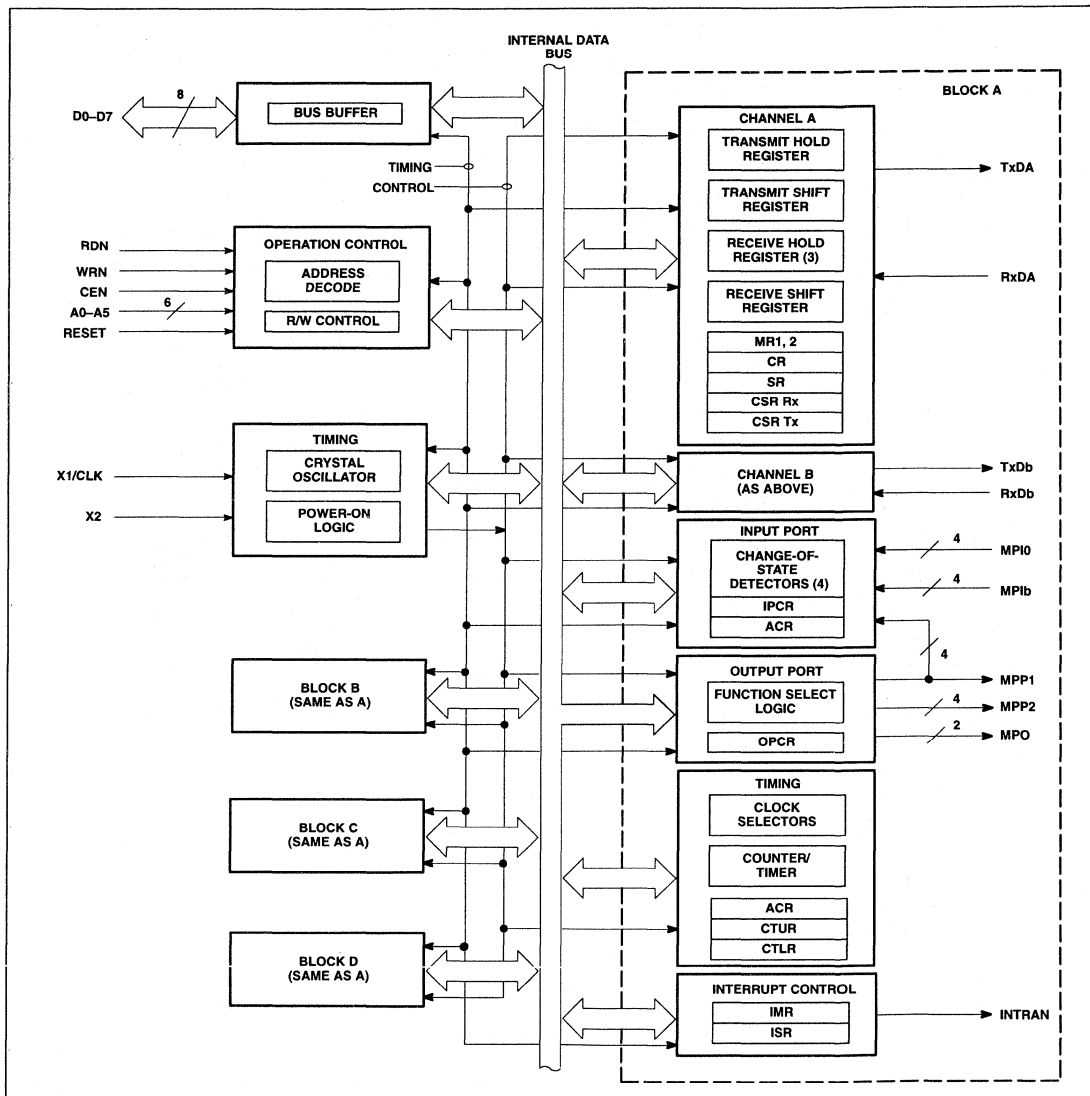 INTERNAL DATA
BUS
D0–D7
8
BUS BUFFER
TIMING
CONTROL
RDN
WRN
CEN
A0–A5
6
RESET
OPERATION CONTROL
ADDRESS
DECODE
R/W CONTROL
X1/CLK
X2
TIMING
CRYSTAL
OSCILLATOR
POWER-ON
LOGIC
BLOCK B
(SAME AS A)
BLOCK C
(SAME AS A)
BLOCK D
(SAME AS A)
BLOCK A
CHANNEL A
TRANSMIT HOLD
REGISTER
TRANSMIT SHIFT
REGISTER
RECEIVE HOLD
REGISTER (3)
RECEIVE SHIFT
REGISTER
MR1, 2
CR
SR
CSR Rx
CSR Tx
TxDA
RxDA
CHANNEL B
(AS ABOVE)
TxDb
RxDb
INPUT PORT
CHANGE-OF-
STATE
DETECTORS (4)
IPCR
ACR
4
MPI0
4
MPIb
4
OUTPUT PORT
FUNCTION SELECT
LOGIC
OPCR
MPP1
4
MPP2
2
MPO
TIMING
CLOCK
SELECTORS
COUNTER/
TIMER
ACR
CTUR
CTLR
INTERRUPT CONTROL
IMR
ISR
INTRAN